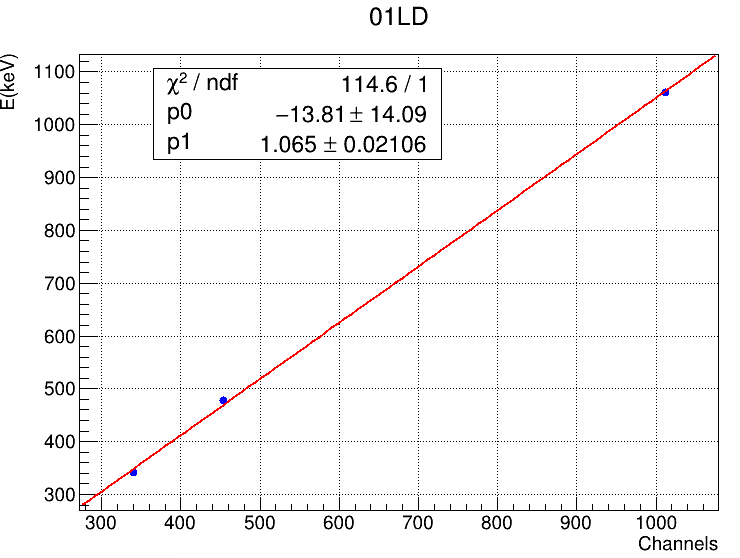 01LD
E(keV)
χ² / ndf 114.6 / 1
p0 −13.81 ± 14.09
p1 1.065 ± 0.02106
1100
1000
900
800
700
600
500
400
300
300 400 500 600 700 800 900 1000
Channels